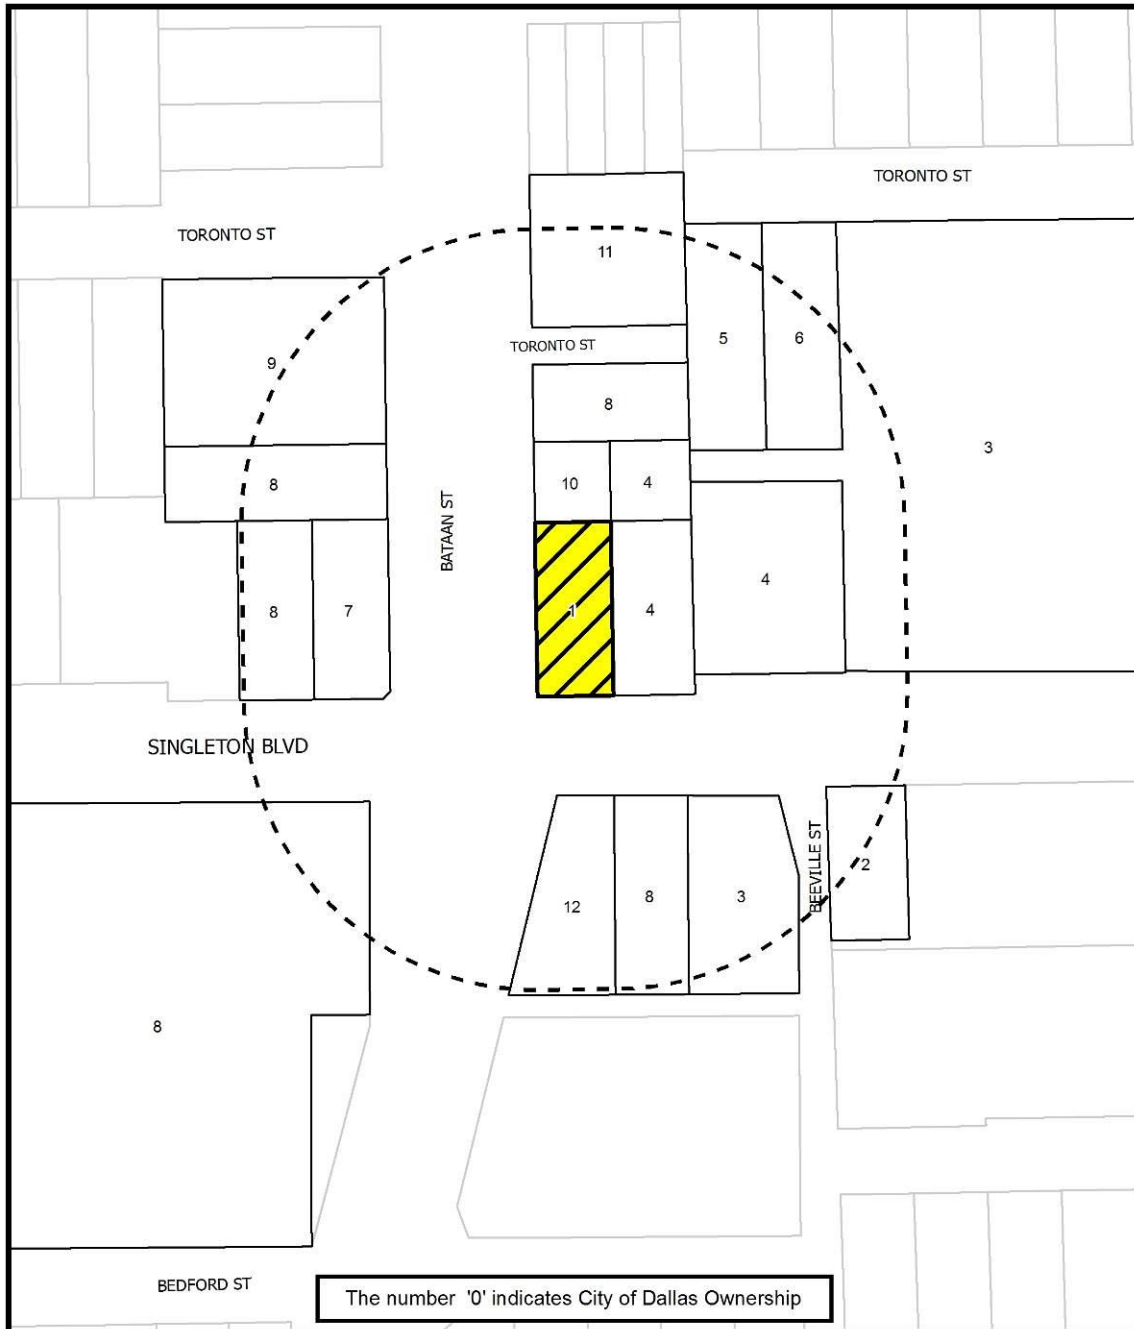 TORONTO ST
TORONTO ST
11
5
6
TORONTO ST
9
8
3
8
10
4
BATAAN ST
4
8
7
1
4
SINGLETON BLVD
BEEVILLE ST
2
12
8
3
8
BEDFORD ST
The number '0' indicates City of Dallas Ownership